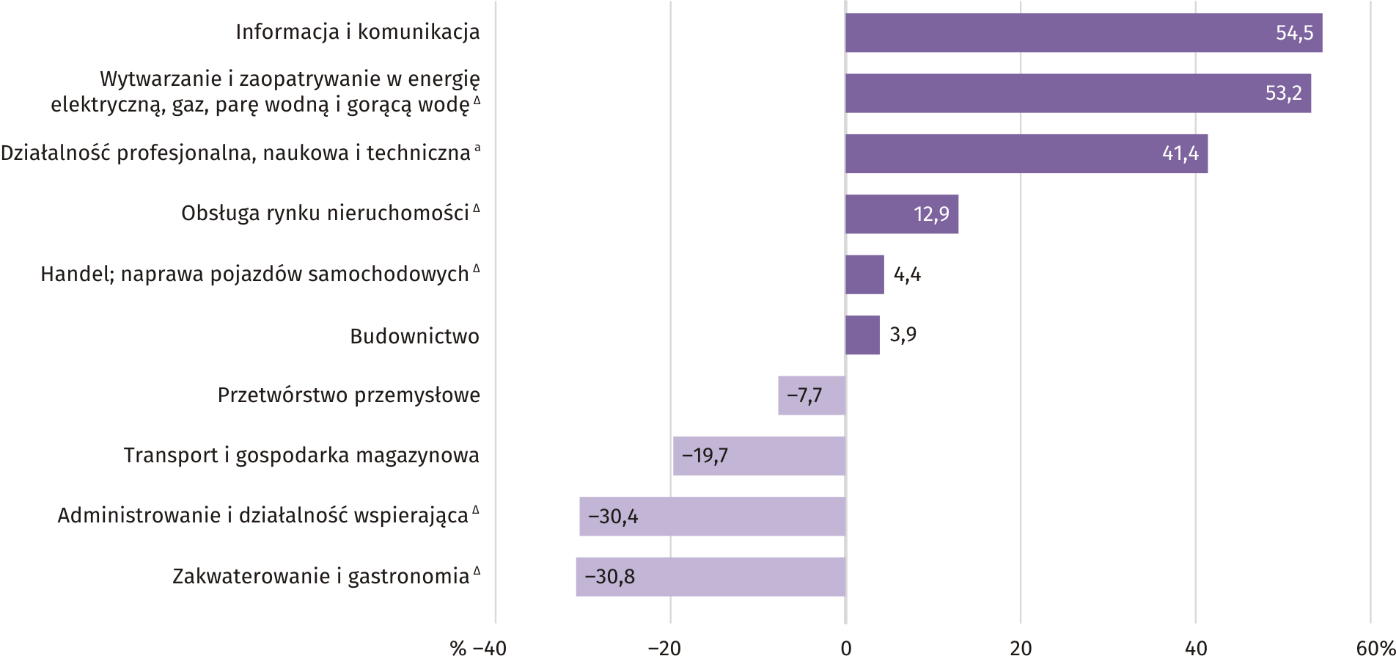 Informacja i komunikacja
54,5
Wytwarzanie i zaopatrywanie w energię
elektryczną, gaz, parę wodną i gorącą wodę Δ
53,2
Działalność profesjonalna, naukowa i techniczna a
41,4
Obsługa rynku nieruchomości Δ
12,9
Handel; naprawa pojazdów samochodowych Δ
4,4
Budownictwo
3,9
Przetwórstwo przemysłowe
–7,7
Transport i gospodarka magazynowa
–19,7
Administrowanie i działalność wspierająca Δ
–30,4
Zakwaterowanie i gastronomia Δ
–30,8
% –40 –20 0 20 40 60%